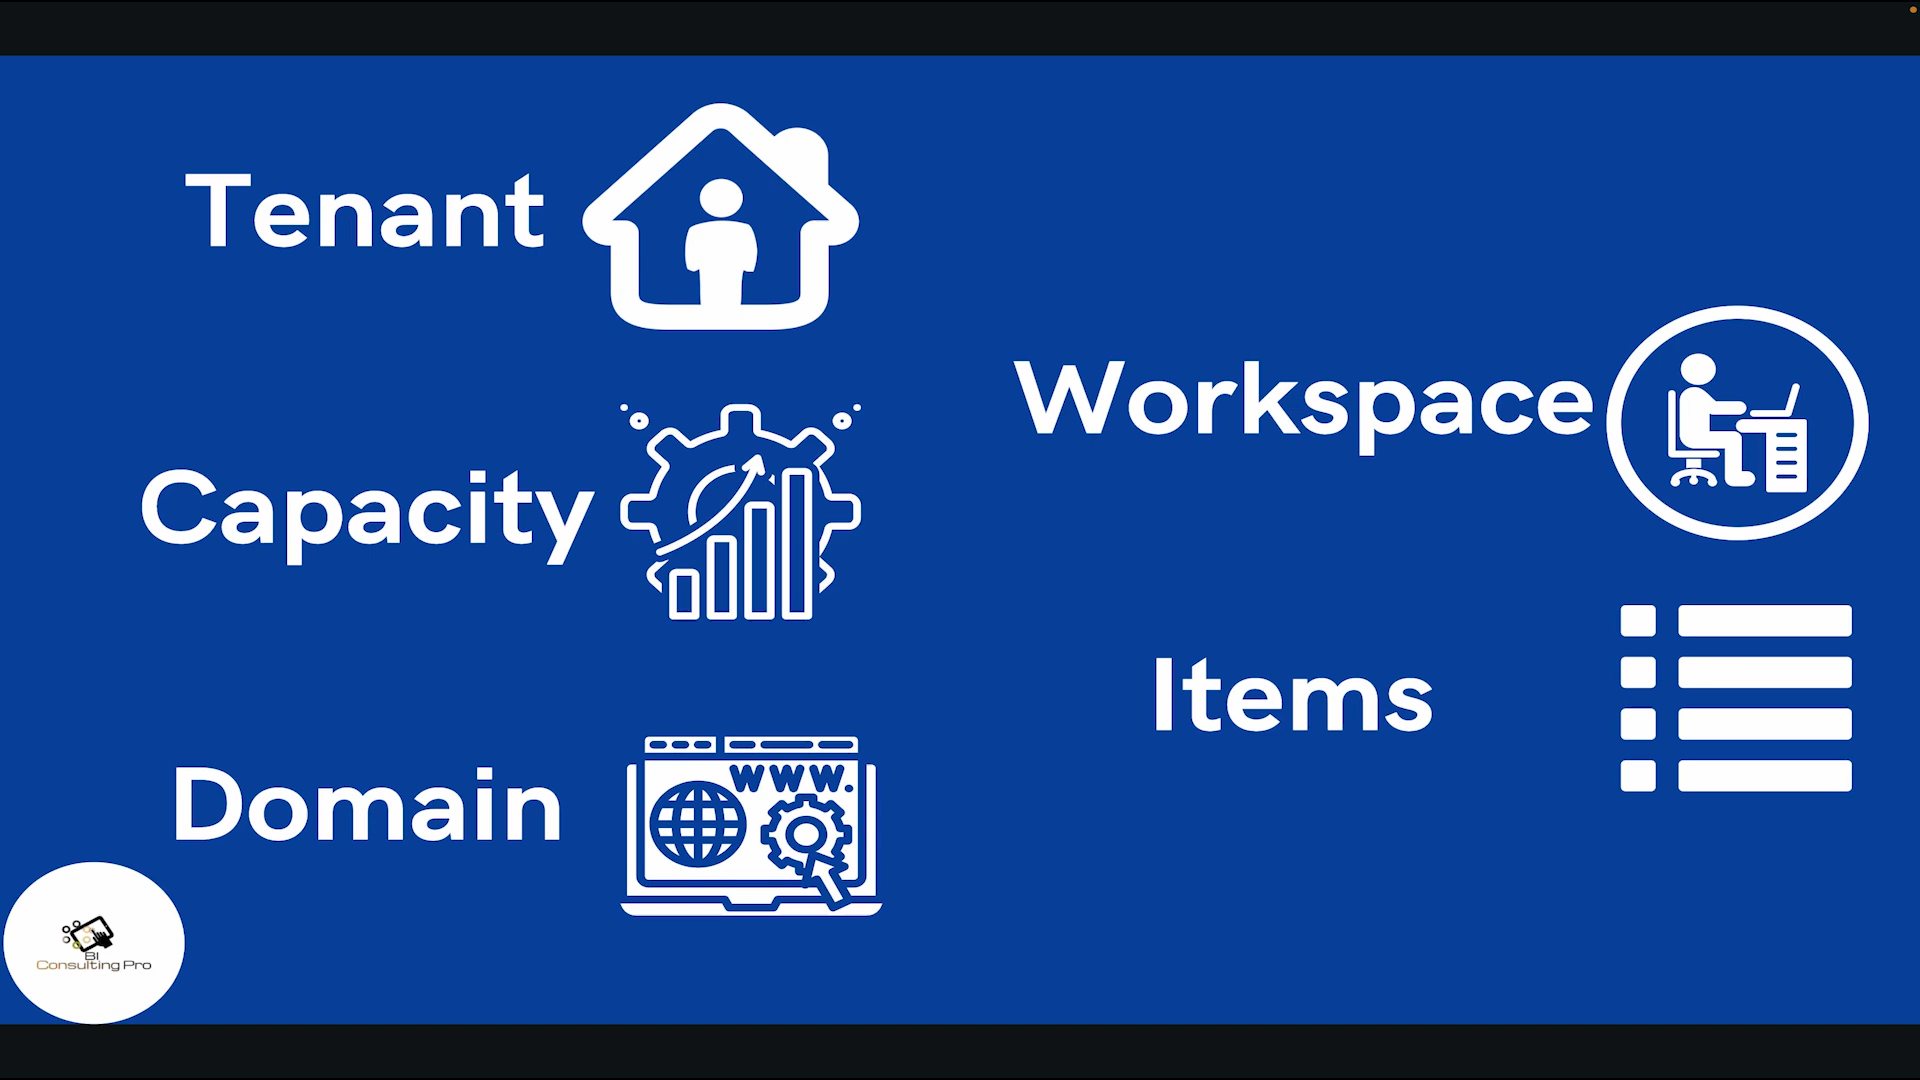 Tenant
Capacity
Domain
www.
Workspace
Items
BI
Consulting Pro